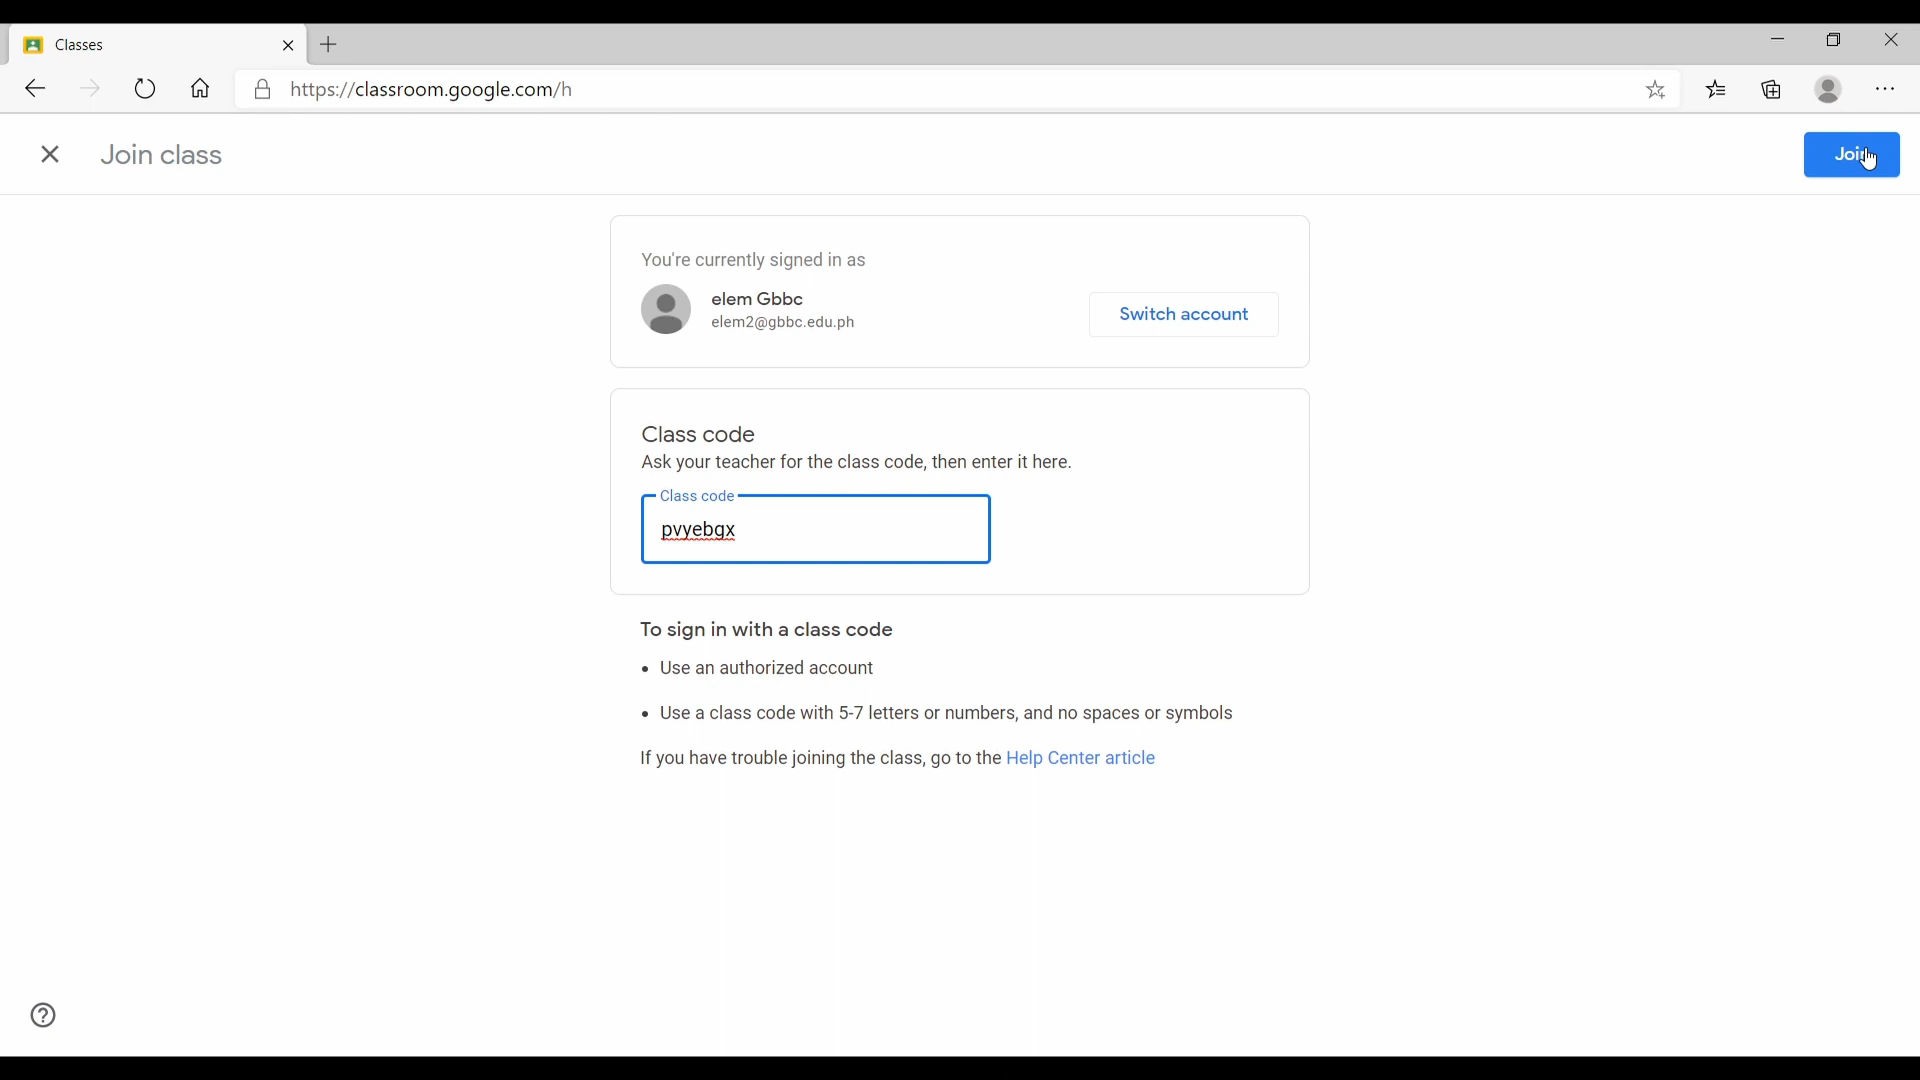 Classes
https://classroom.google.com/h
Join class
Join
You're currently signed in as
elem Gbbc
elem2@gbbc.edu.ph
Switch account
Class code
Ask your teacher for the class code, then enter it here.
Class code
pvyebgx
To sign in with a class code
• Use an authorized account
• Use a class code with 5-7 letters or numbers, and no spaces or symbols
If you have trouble joining the class, go to the Help Center article